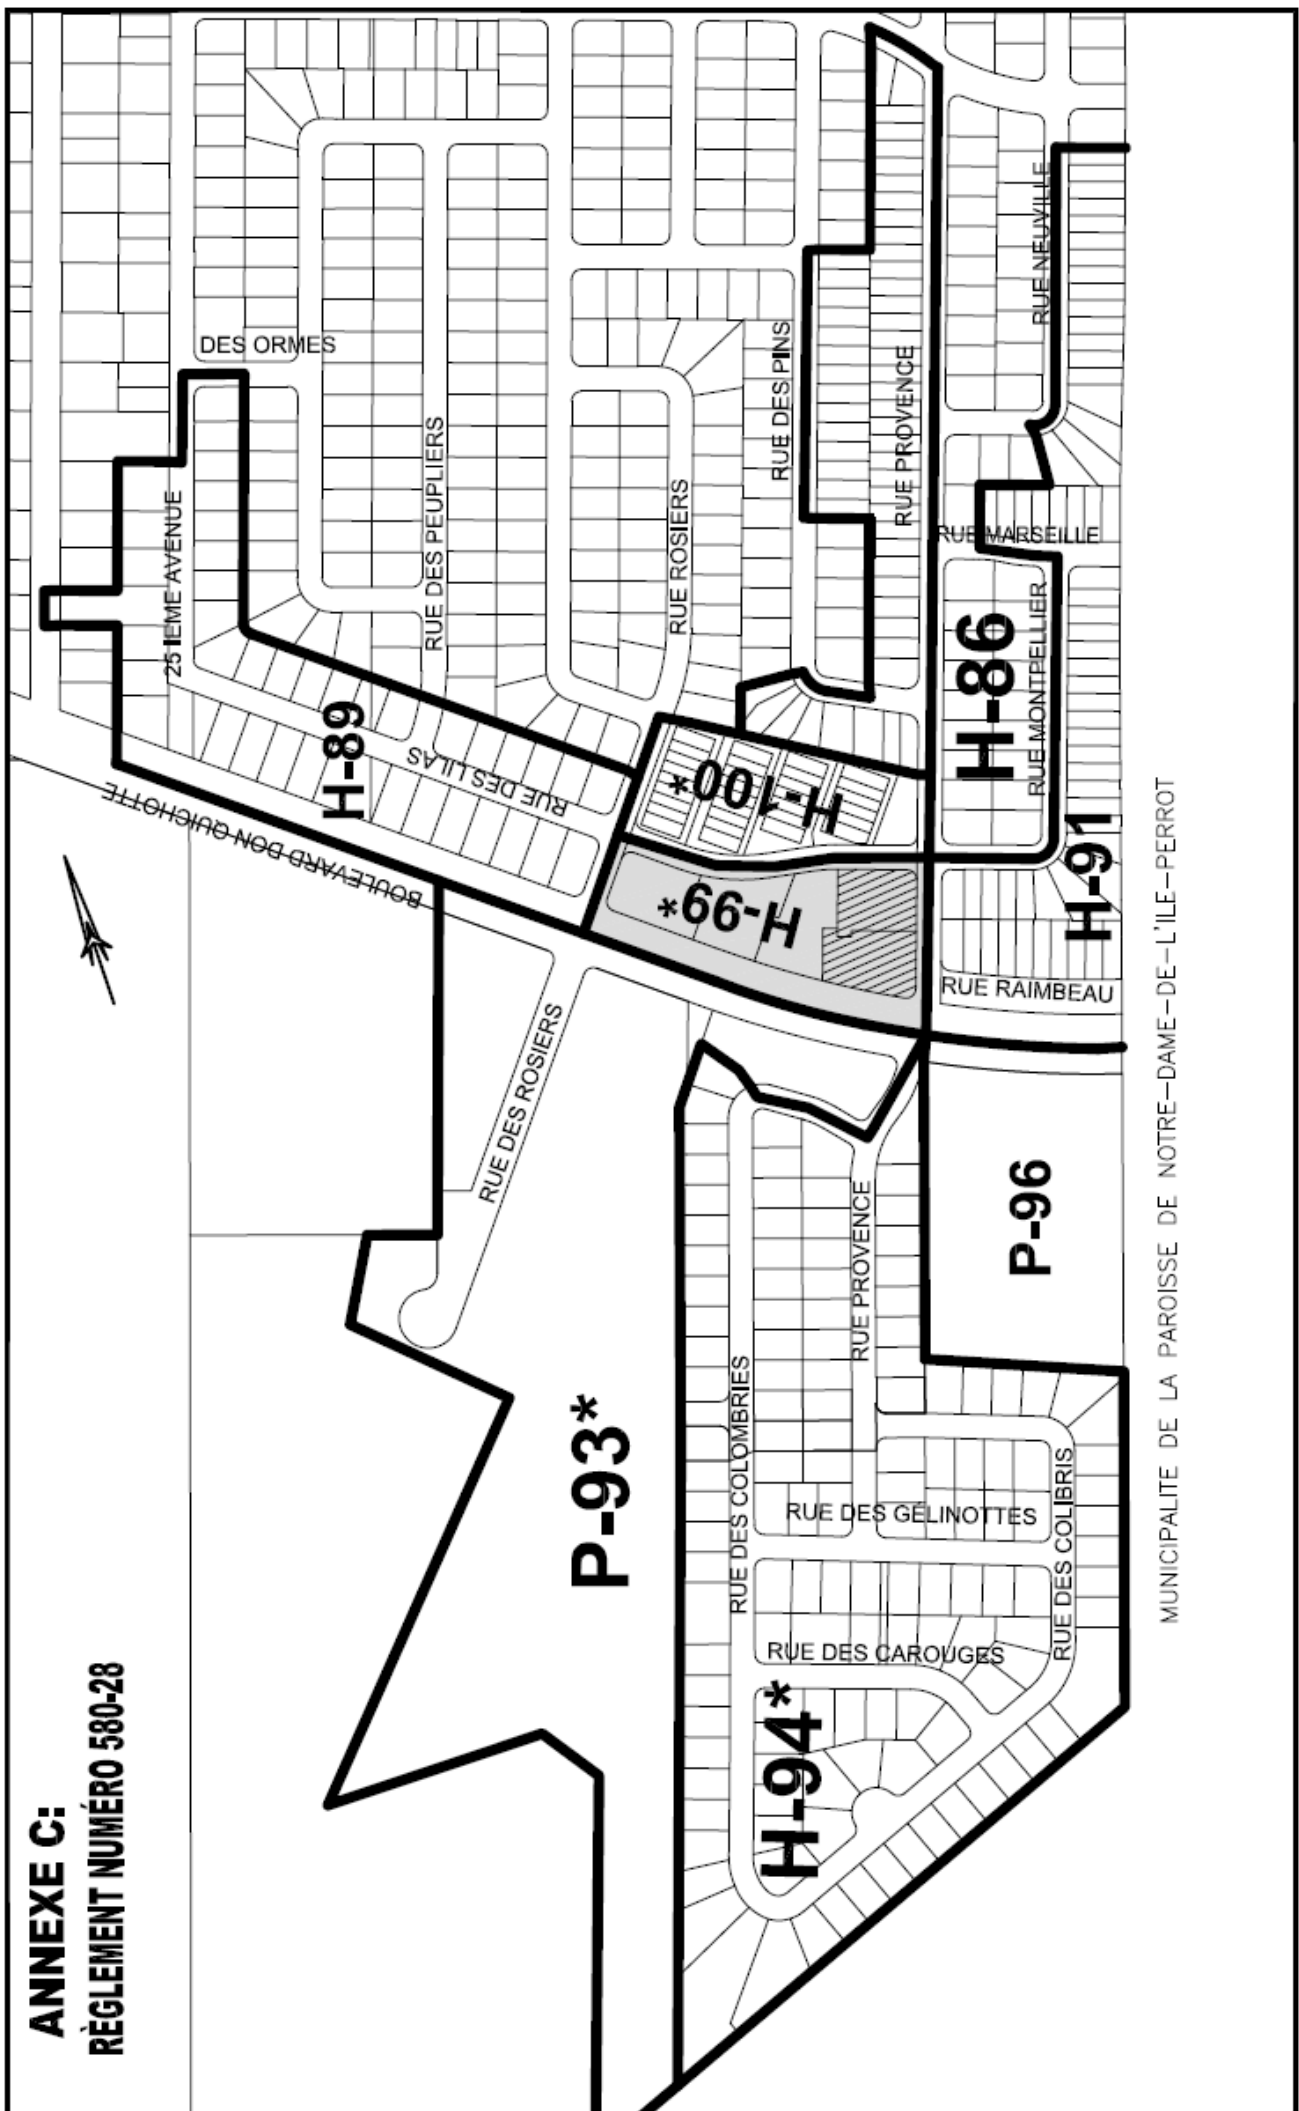 ANNEXE C:
RÈGLEMENT NUMÉRO 580-28
DES ORMES
25 IEME AVENUE
RUE DES PEUPLIERS
RUE ROSIERS
RUE DES PINS
RUE PROVENCE
RUE NEUVILLE
RUE MARSEILLE
RUE MONTPELLIER
H-86
H-89
RUE DES LILAS
BOULEVARD DON QUICHOTTE
H-100*
H-99*
H-91
RUE RAIMBEAU
RUE DES ROSIERS
P-96
RUE PROVENCE
P-93*
RUE DES COLOMBRIES
RUE DES GÉLINOTTES
RUE DES COLIBRIS
RUE DES CAROUGES
H-94*
MUNICIPALITE DE LA PAROISSE DE NOTRE-DAME-DE-L'ILE-PERROT